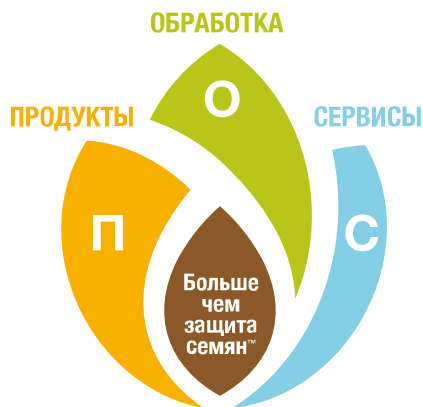 ОБРАБОТКА
О
ПРОДУКТЫ
СЕРВИСЫ
П
С
Больше
чем
защита
семян™